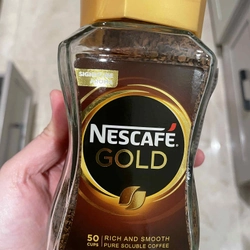 NESCAFÉ
GOLD
50 RICH AND SMOOTH
CUPS PURE SOLUBLE COFFEE